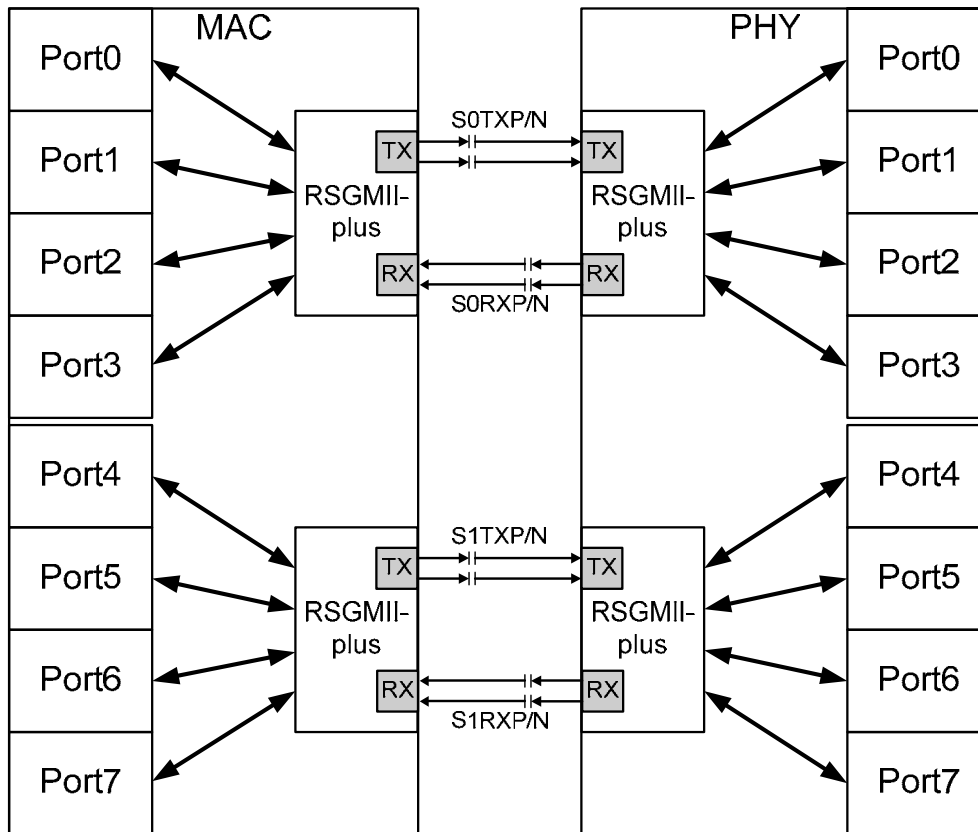 MAC
PHY
Port0
Port1
Port2
Port3
Port4
Port5
Port6
Port7
RSGMII-
plus
TX
RX
S0TXP/N
S0RXP/N
TX
RX
RSGMII-
plus
RSGMII-
plus
TX
RX
S1TXP/N
S1RXP/N
TX
RX
RSGMII-
plus
Port0
Port1
Port2
Port3
Port4
Port5
Port6
Port7